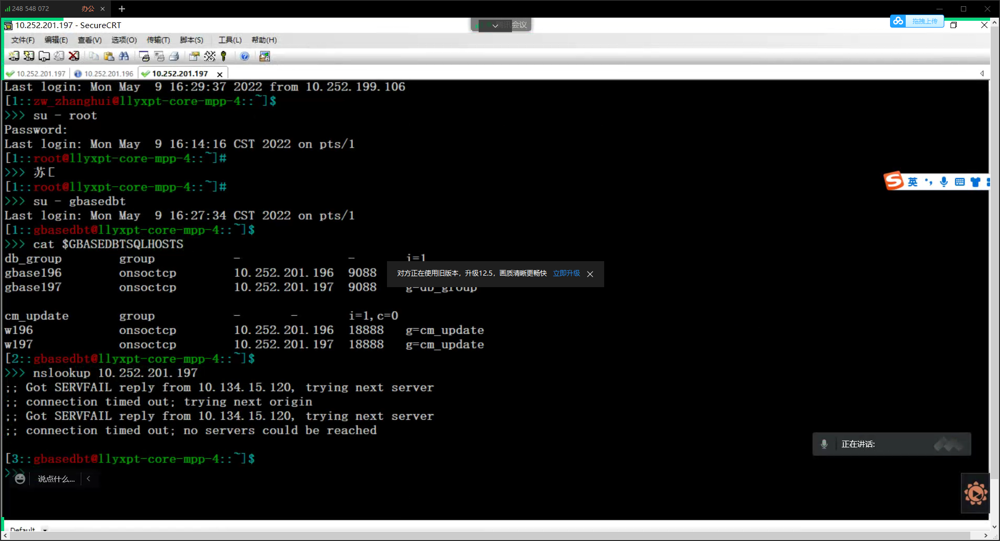 248 548 072 办公
10.252.201.197 - SecureCRT
会议
拖拽上传
文件(F) 编辑(E) 查看(V) 选项(O) 传输(T) 脚本(S) 工具(L) 帮助(H)
10.252.201.197 10.252.201.196 10.252.201.197
Last login: Mon May  9 16:29:37 2022 from 10.252.199.106
[1::zw_zhanghui@llyxpt-core-mpp-4::~]$
>>> su - root
Password:
Last login: Mon May  9 16:14:16 CST 2022 on pts/1
[1::root@llyxpt-core-mpp-4::~]#
>>> 苏[
[1::root@llyxpt-core-mpp-4::~]#
英
>>> su - gbasedbt
Last login: Mon May  9 16:27:34 CST 2022 on pts/1
[1::gbasedbt@llyxpt-core-mpp-4::~]$
>>> cat $GBASEDBTSQLHOSTS
db_group group - - i=1
gbase196 onsoctcp 10.252.201.196 9088
对方正在使用旧版本，升级12.5，画质清晰更畅快 立即升级
gbase197 onsoctcp 10.252.201.197 9088 g=db_group
cm_update group - - i=1,c=0
w196 onsoctcp 10.252.201.196 18888 g=cm_update
w197 onsoctcp 10.252.201.197 18888 g=cm_update
[2::gbasedbt@llyxpt-core-mpp-4::~]$
>>> nslookup 10.252.201.197
;; Got SERVFAIL reply from 10.134.15.120, trying next server
;; connection timed out; trying next origin
;; Got SERVFAIL reply from 10.134.15.120, trying next server
;; connection timed out; no servers could be reached
正在讲话:
[3::gbasedbt@llyxpt-core-mpp-4::~]$
>>>
说点什么...
Default